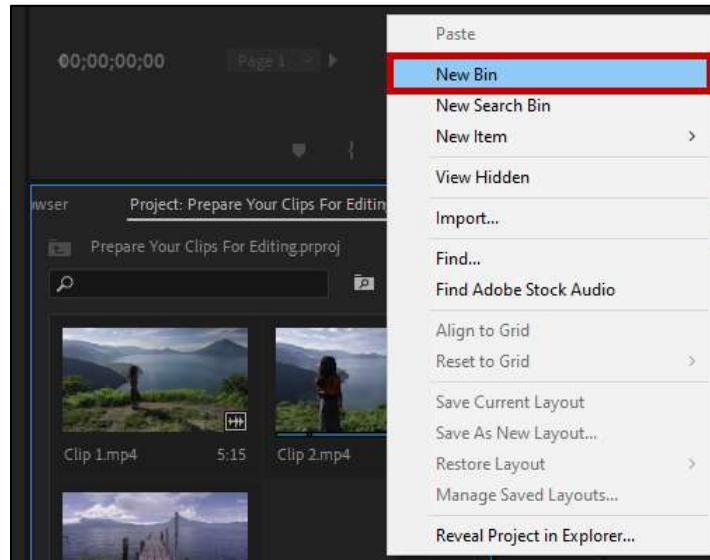 00;00;00;00
Page 1
owser
Project: Prepare Your Clips For Editin
Prepare Your Clips For Editing.prproj
Clip 1.mp4
5:15
Clip 2.mp4
Paste
New Bin
New Search Bin
New Item
View Hidden
Import...
Find...
Find Adobe Stock Audio
Align to Grid
Reset to Grid
Save Current Layout
Save As New Layout...
Restore Layout
Manage Saved Layouts...
Reveal Project in Explorer...